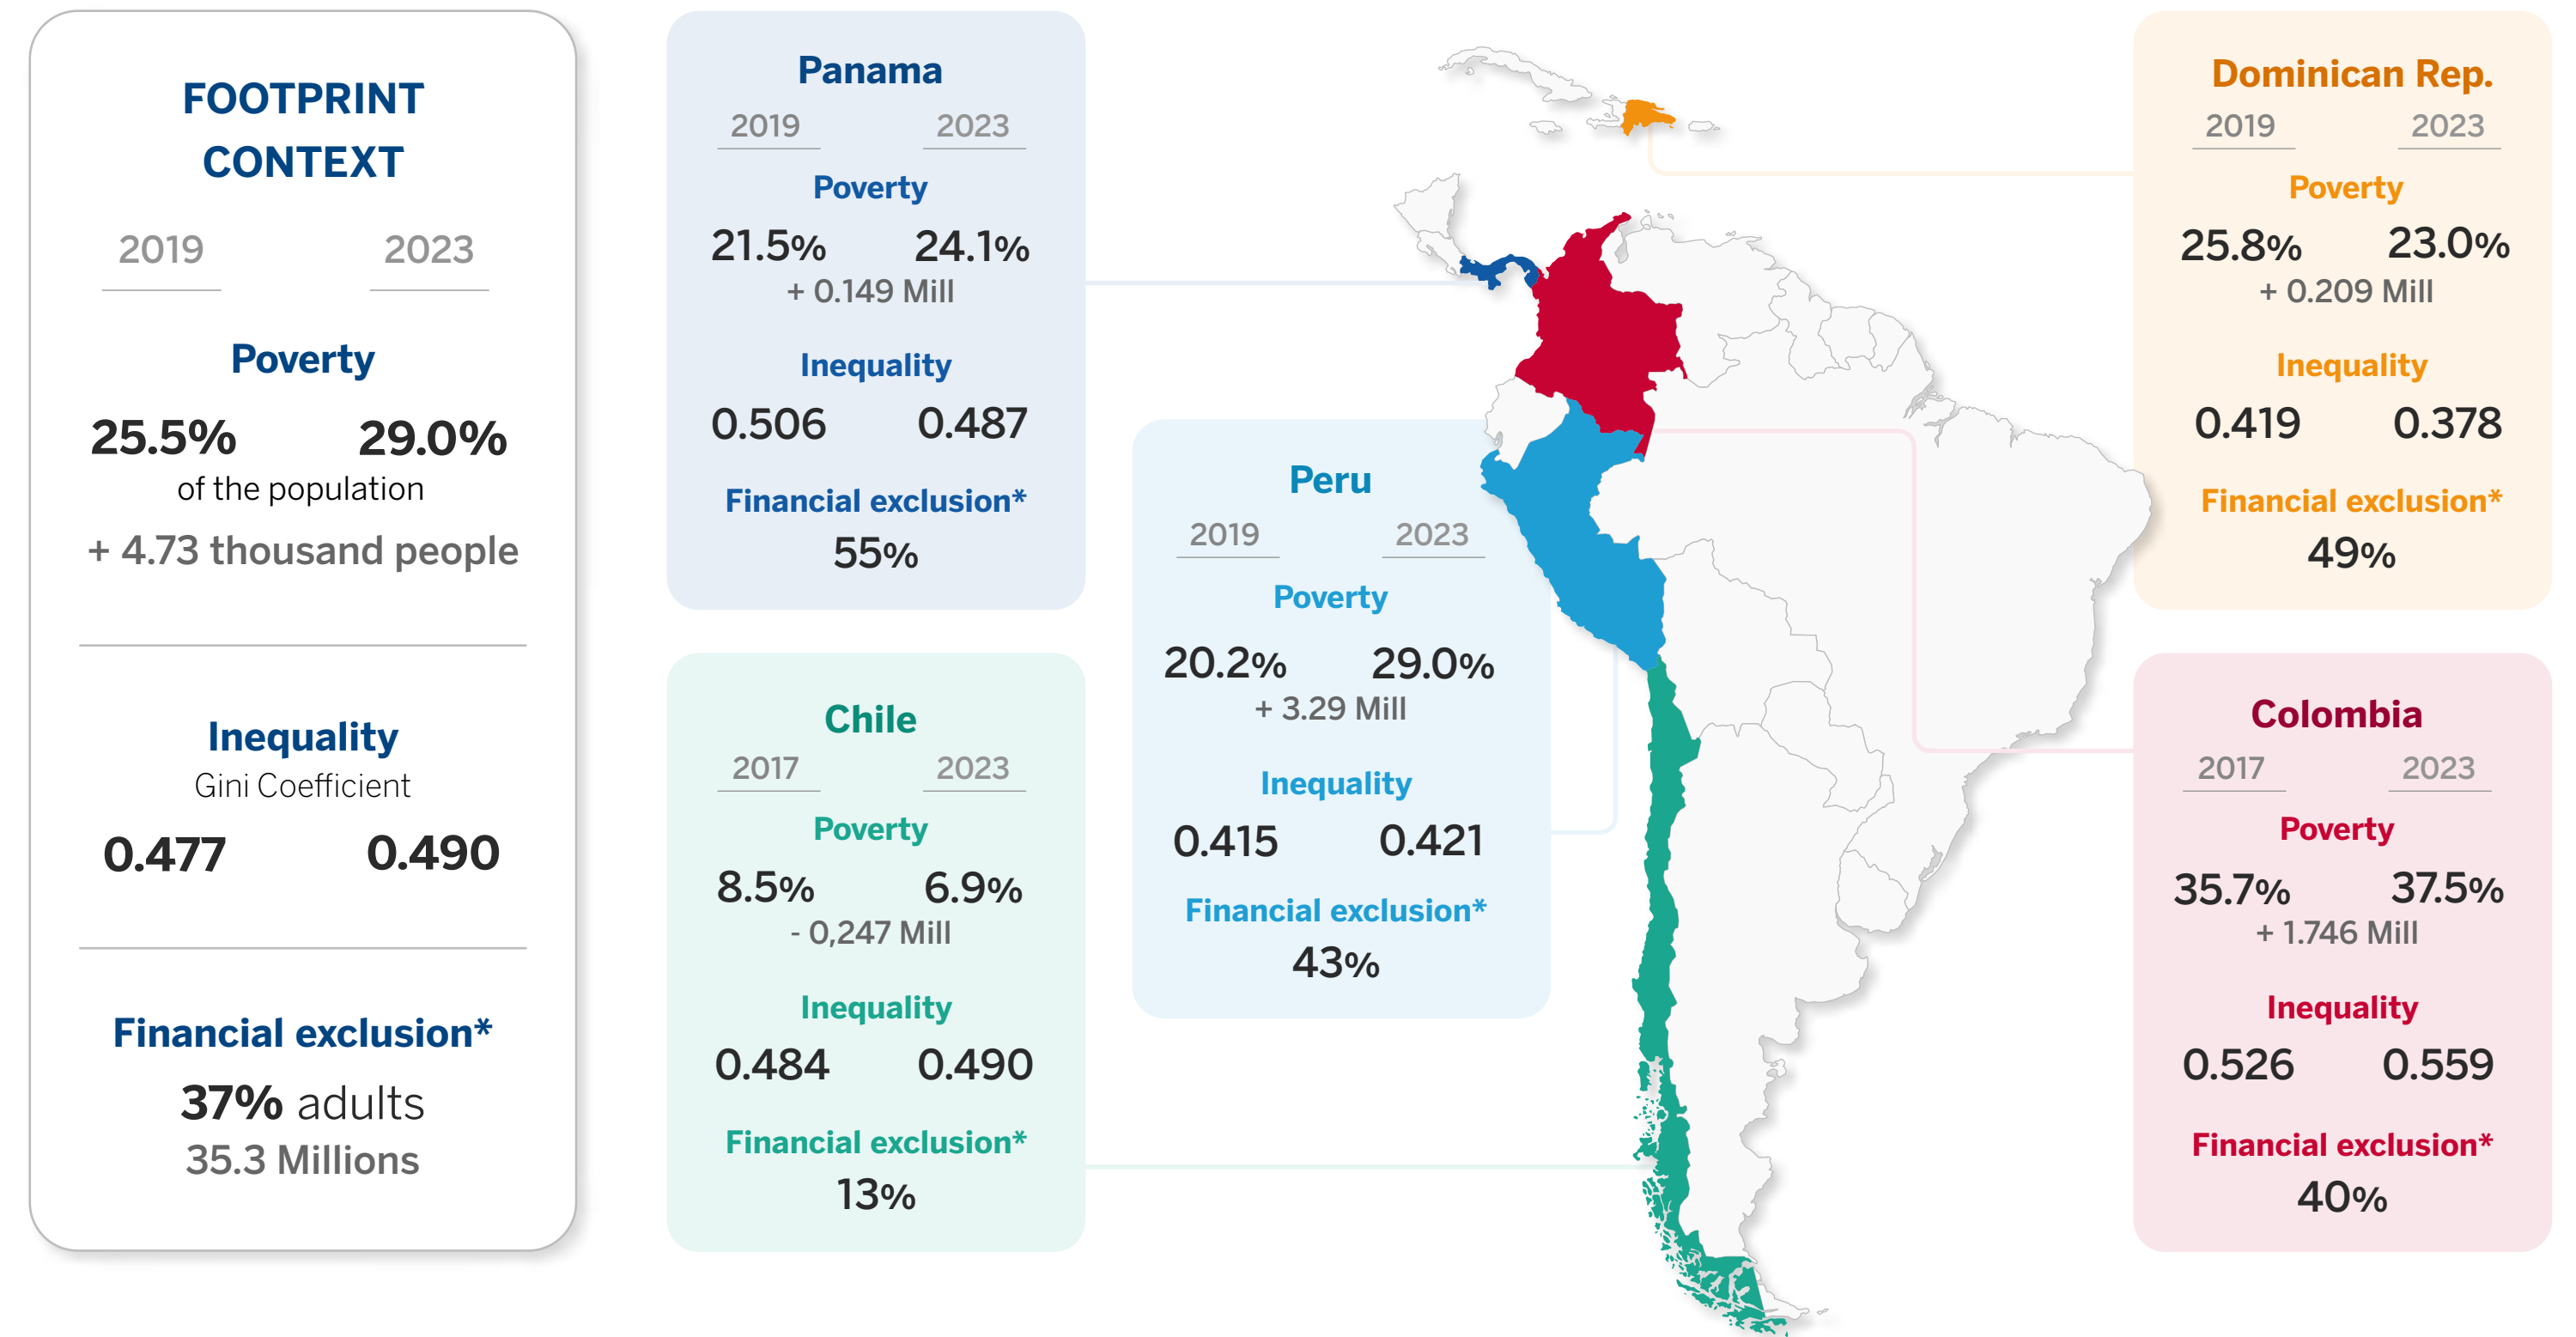 FOOTPRINT
CONTEXT
2019 2023
Poverty
25.5% 29.0%
of the population
+ 4.73 thousand people
Inequality
Gini Coefficient
0.477 0.490
Financial exclusion*
37% adults
35.3 Millions
Panama
2019 2023
Poverty
21.5% 24.1%
+ 0.149 Mill
Inequality
0.506 0.487
Financial exclusion*
55%
Chile
2017 2023
Poverty
8.5% 6.9%
- 0,247 Mill
Inequality
0.484 0.490
Financial exclusion*
13%
Peru
2019 2023
Poverty
20.2% 29.0%
+ 3.29 Mill
Inequality
0.415 0.421
Financial exclusion*
43%
Dominican Rep.
2019 2023
Poverty
25.8% 23.0%
+ 0.209 Mill
Inequality
0.419 0.378
Financial exclusion*
49%
Colombia
2017 2023
Poverty
35.7% 37.5%
+ 1.746 Mill
Inequality
0.526 0.559
Financial exclusion*
40%